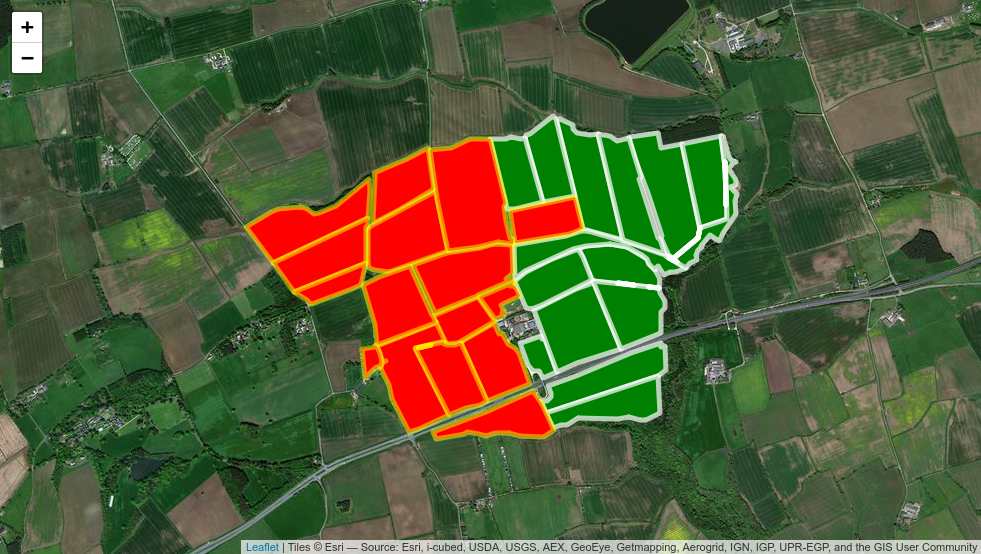 +
−
Leaflet | Tiles © Esri — Source: Esri, i-cubed, USDA, USGS, AEX, GeoEye, Getmapping, Aerogrid, IGN, IGP, UPR-EGP, and the GIS User Community